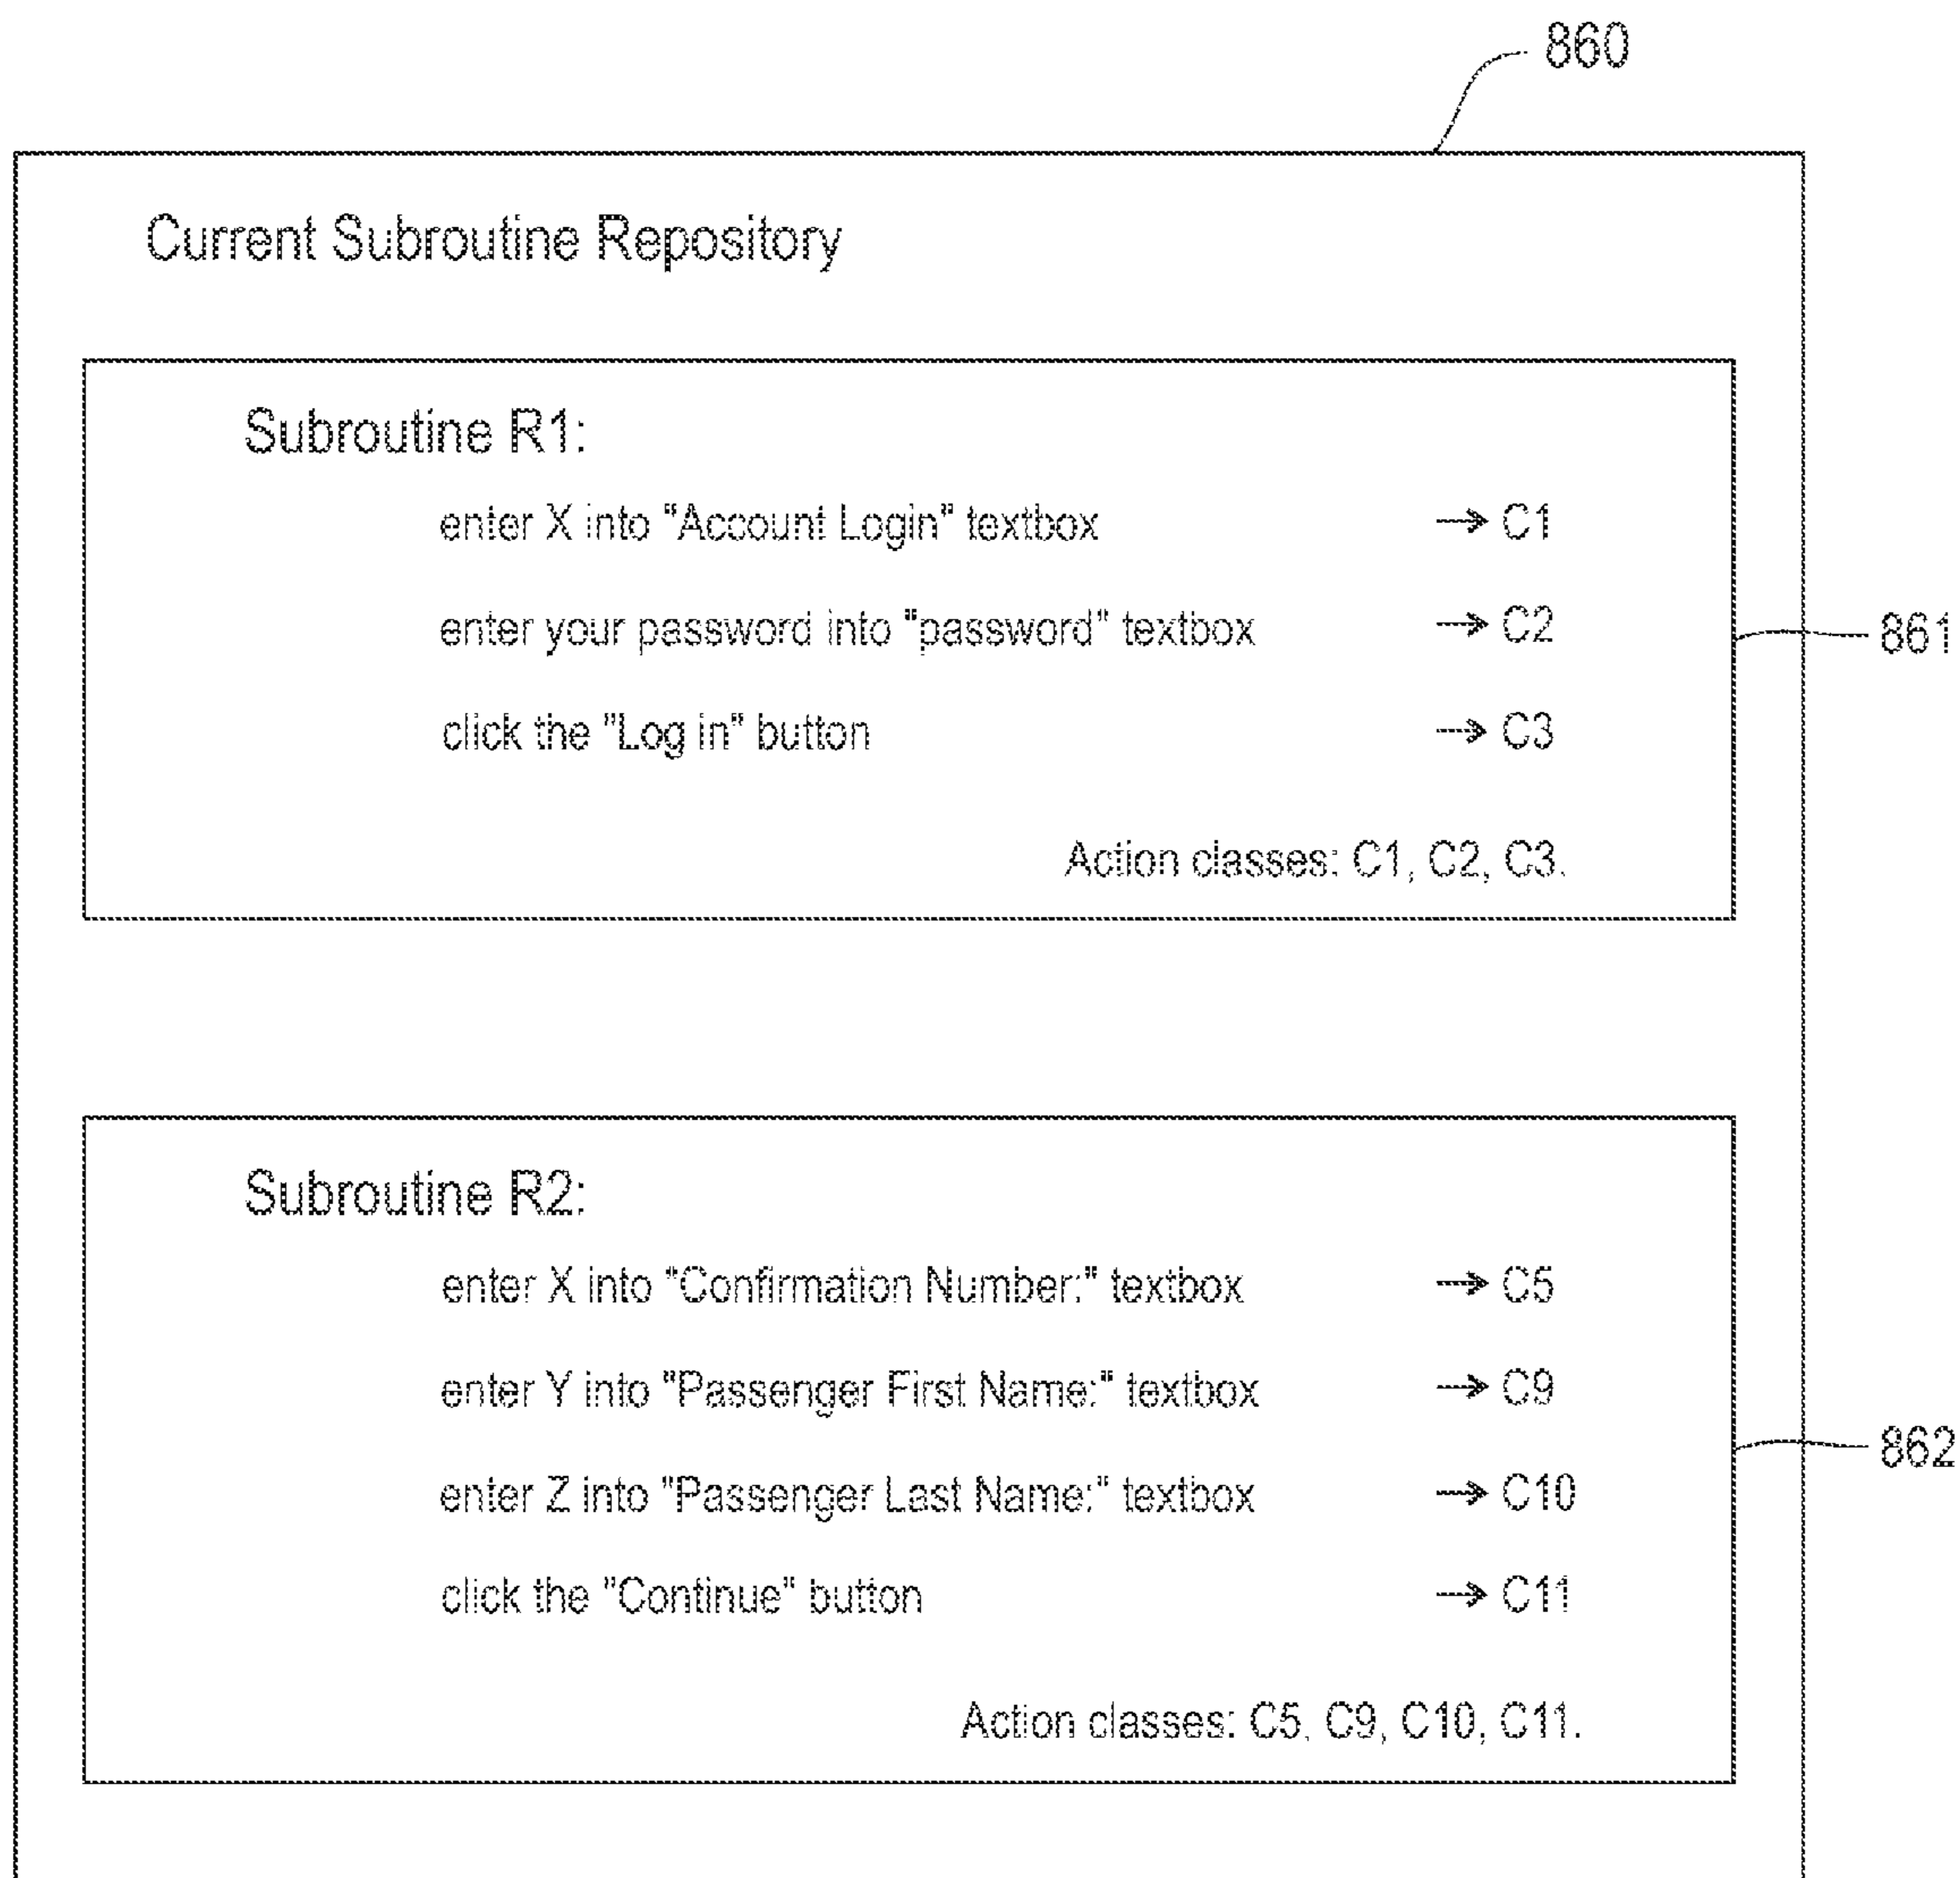 860
Current Subroutine Repository
Subroutine R1:
enter X into "Account Login" textbox → C1
enter your password into "password" textbox → C2
861
click the "Log in" button → C3
Action classes: C1, C2, C3.
Subroutine R2:
enter X into "Confirmation Number:" textbox → C5
enter Y into "Passenger First Name:" textbox → C9
862
enter Z into "Passenger Last Name:" textbox → C10
click the "Continue" button → C11
Action classes: C5, C9, C10, C11.